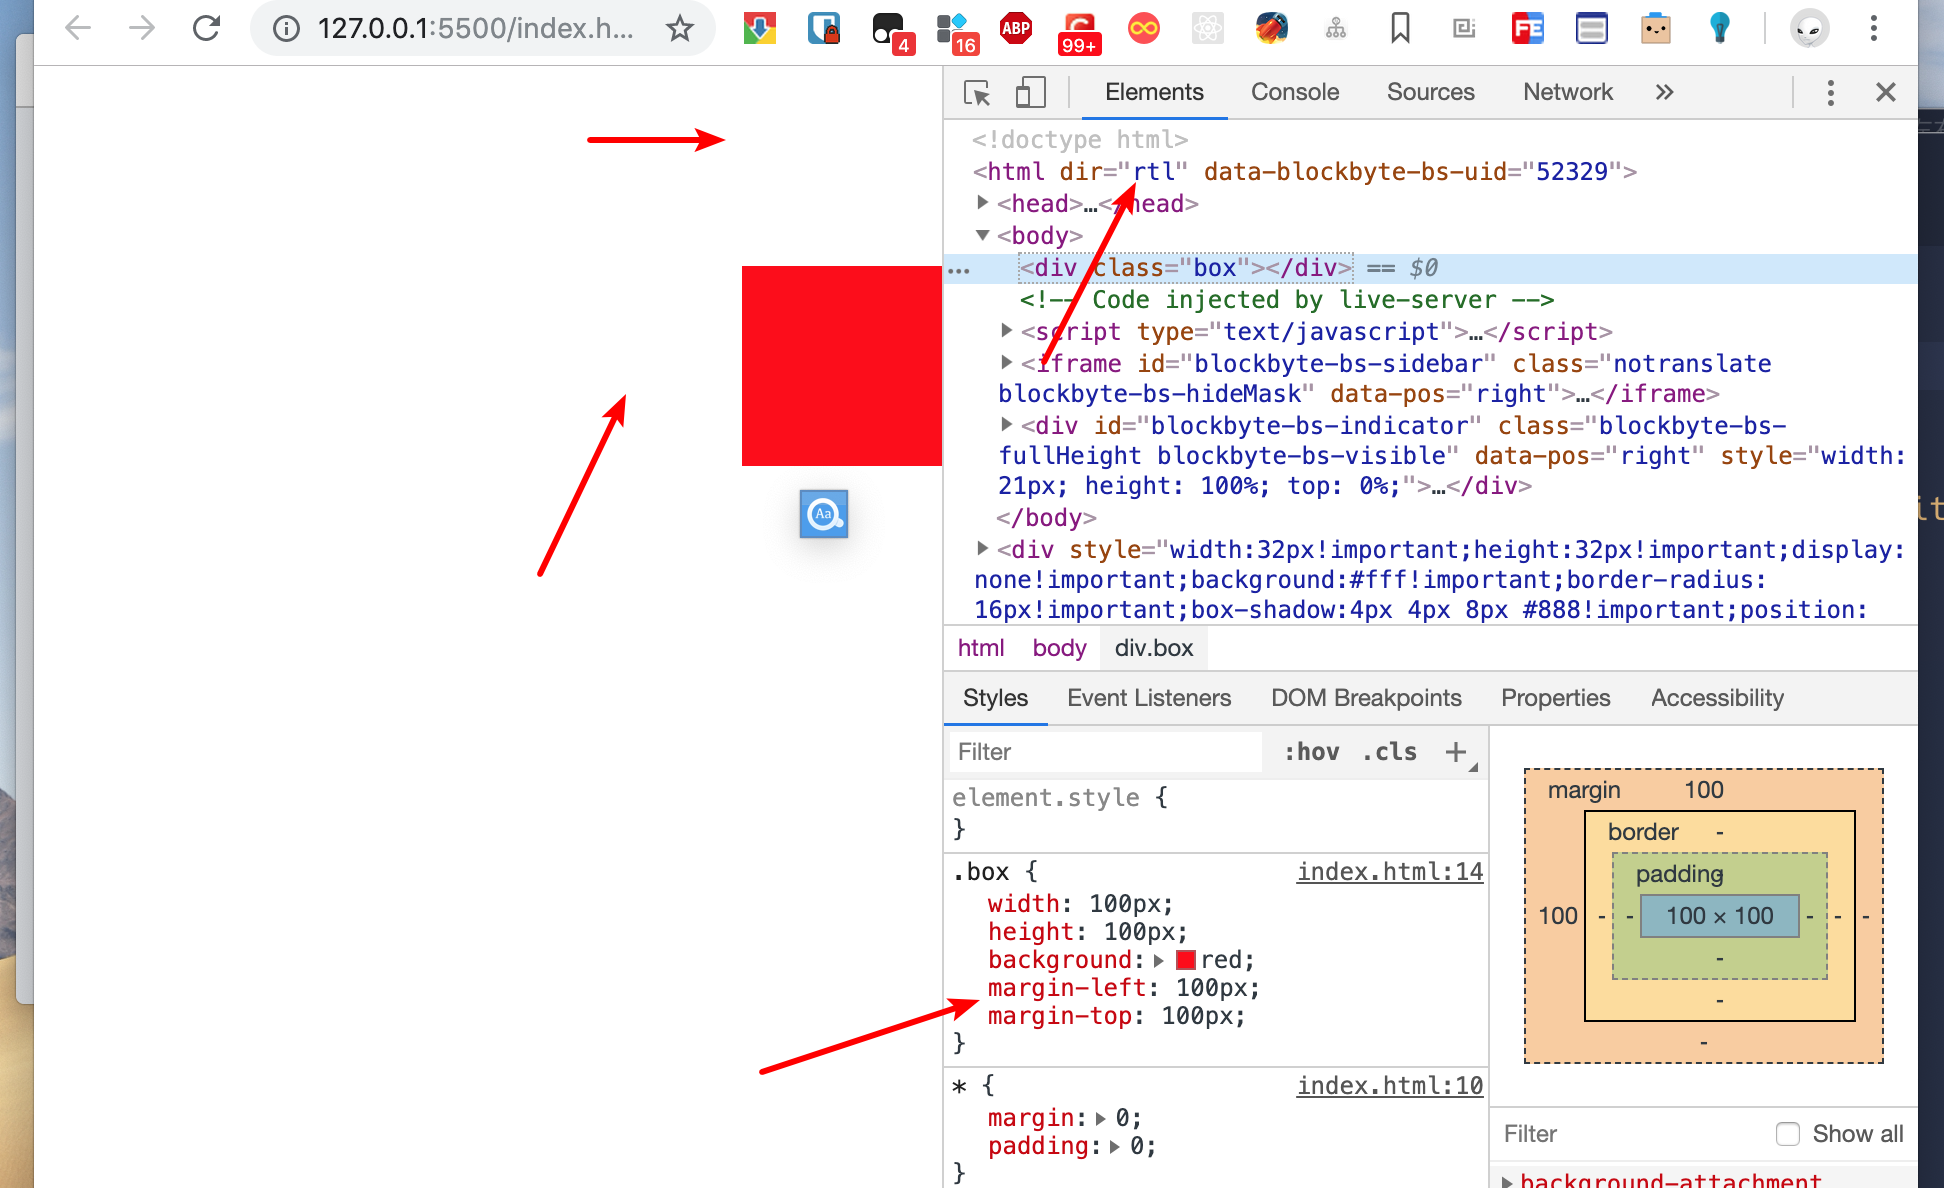 127.0.0.1:5500/index.h...
4
16
ABP
99+
FE
Elements Console Sources Network »
<!doctype html>
<html dir="rtl" data-blockbyte-bs-uid="52329">
<head>…</head>
<body>
… <div class="box"></div> == $0
<!-- Code injected by live-server -->
<script type="text/javascript">…</script>
<iframe id="blockbyte-bs-sidebar" class="notranslate
blockbyte-bs-hideMask" data-pos="right">…</iframe>
<div id="blockbyte-bs-indicator" class="blockbyte-bs-
fullHeight blockbyte-bs-visible" data-pos="right" style="width:
21px; height: 100%; top: 0%;">…</div>
</body>
<div style="width:32px!important;height:32px!important;display:
none!important;background:#fff!important;border-radius:
16px!important;box-shadow:4px 4px 8px #888!important;position:
Aa
html body div.box
Styles Event Listeners DOM Breakpoints Properties Accessibility
Filter :hov .cls +
element.style {
}
.box { index.html:14
width: 100px;
height: 100px;
background: red;
margin-left: 100px;
margin-top: 100px;
}
* { index.html:10
margin: 0;
padding: 0;
}
margin 100
border -
padding -
100 - - 100 × 100 - - -
-
-
-
Filter Show all
background-attachment
it